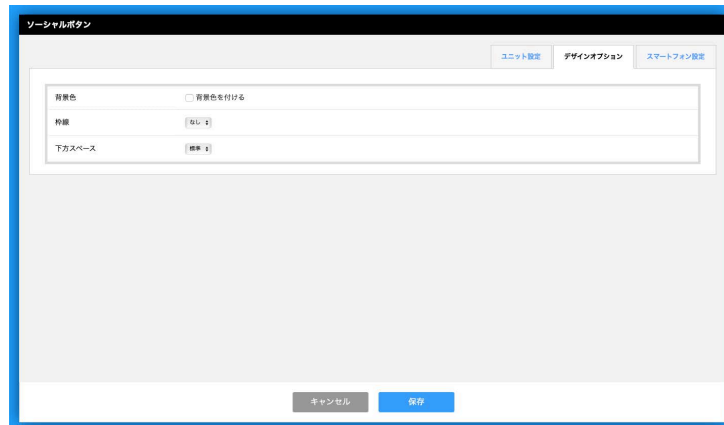 ソーシャルボタン
ユニット設定 デザインオプション スマートフォン設定
背景色 背景色を付ける
枠線 なし
下方スペース 標準
キャンセル 保存